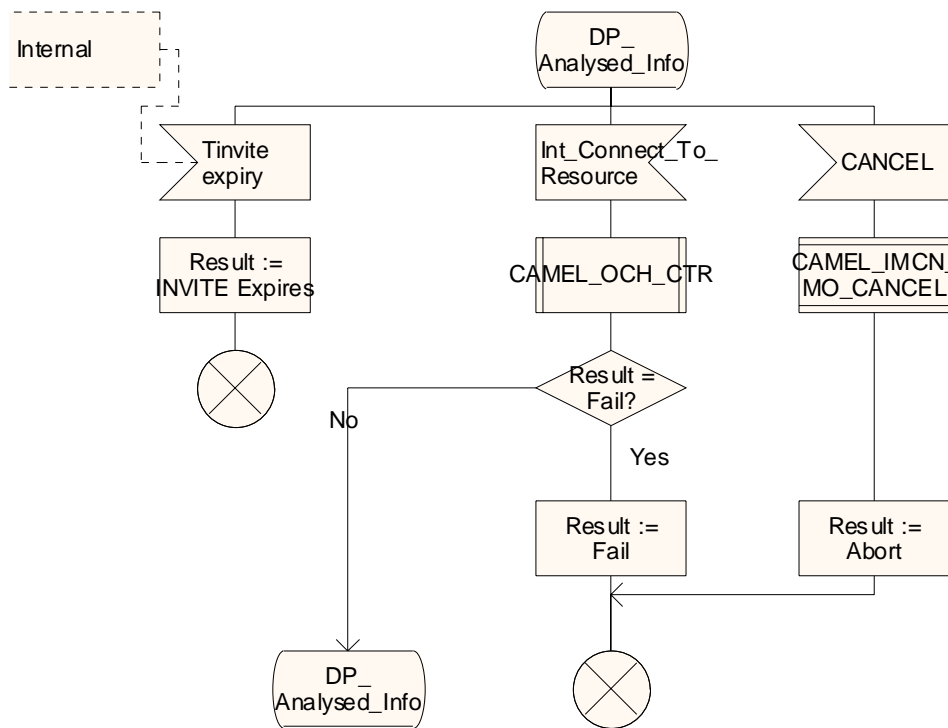 Internal
DP_
Analysed_Info
Tinvite
expiry
Int_Connect_To_
Resource
CANCEL
Result :=
INVITE Expires
CAMEL_OCH_CTR
CAMEL_IMCN_
MO_CANCEL
Result =
Fail?
No
Yes
Result :=
Fail
Result :=
Abort
DP_
Analysed_Info